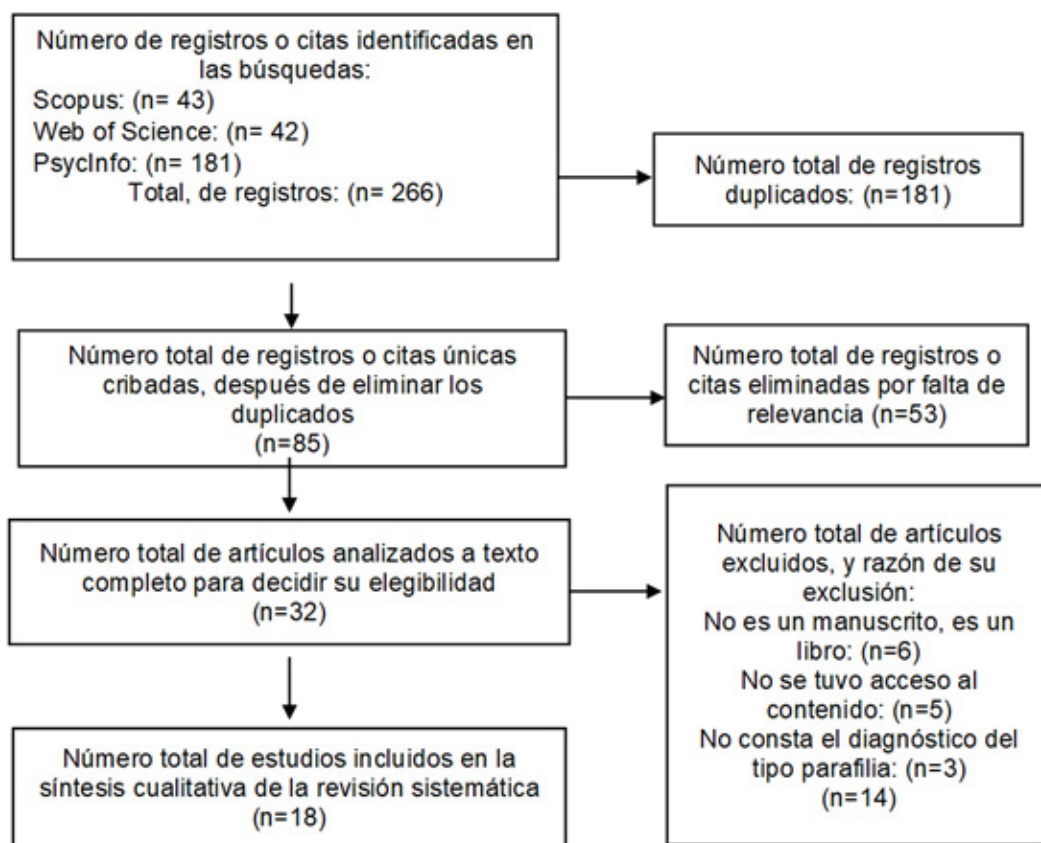 Número de registros o citas identificadas en
las búsquedas:
Scopus: (n= 43)
Web of Science: (n= 42)
PsycInfo: (n= 181)
Total, de registros: (n= 266)
Número total de registros
duplicados: (n=181)
Número total de registros o citas únicas
cribadas, después de eliminar los
duplicados
(n=85)
Número total de registros o
citas eliminadas por falta de
relevancia (n=53)
Número total de artículos analizados a texto
completo para decidir su elegibilidad
(n=32)
Número total de artículos
excluidos, y razón de su
exclusión:
No es un manuscrito, es un
libro: (n=6)
No se tuvo acceso al
contenido: (n=5)
No consta el diagnóstico del
tipo parafilia: (n=3)
(n=14)
Número total de estudios incluidos en la
síntesis cualitativa de la revisión sistemática
(n=18)